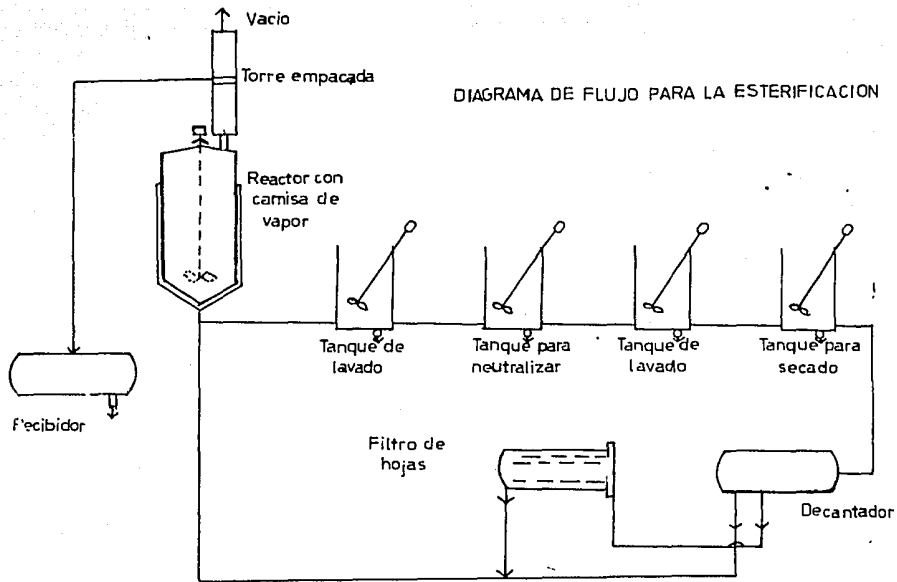 Vacio
Torre empacada
DIAGRAMA DE FLUJO PARA LA ESTERIFICACION
Reactor con
camisa de
vapor
Tanque de
lavado
Tanque para
neutralizar
Tanque de
lavado
Tanque para
secado
Recibidor
Filtro de
hojas
Decantador